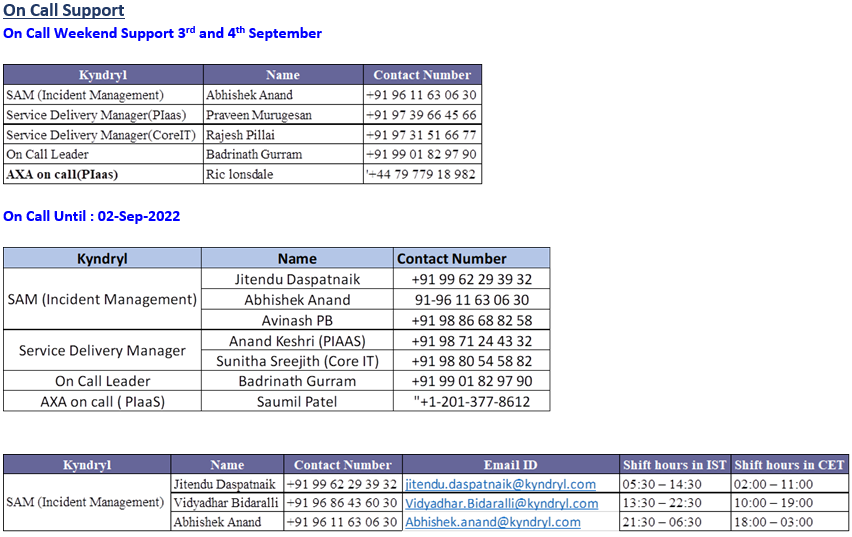 On Call Support
On Call Weekend Support 3rd and 4th September
Kyndryl Name Contact Number
SAM (Incident Management) Abhishek Anand +91 96 11 63 06 30
Service Delivery Manager(PIaas) Praveen Murugesan +91 97 39 66 45 66
Service Delivery Manager(CoreIT) Rajesh Pillai +91 97 31 51 66 77
On Call Leader Badrinath Gurram +91 99 01 82 97 90
AXA on call(PIaas) Ric lonsdale '+44 79 779 18 982
On Call Until : 02-Sep-2022
Kyndryl Name Contact Number
Jitendu Daspatnaik +91 99 62 29 39 32
SAM (Incident Management) Abhishek Anand 91-96 11 63 06 30
Avinash PB +91 98 86 68 82 58
Service Delivery Manager Anand Keshri (PIAAS) +91 98 71 24 43 32
Sunitha Sreejith (Core IT) +91 98 80 54 58 82
On Call Leader Badrinath Gurram +91 99 01 82 97 90
AXA on call ( PIaaS) Saumil Patel "+1-201-377-8612
Kyndryl Name Contact Number Email ID Shift hours in IST Shift hours in CET
Jitendu Daspatnaik +91 99 62 29 39 32 jitendu.daspatnaik@kyndryl.com 05:30 – 14:30 02:00 – 11:00
SAM (Incident Management) Vidyadhar Bidaralli +91 96 86 43 60 30 Vidyadhar.Bidaralli@kyndryl.com 13:30 – 22:30 10:00 – 19:00
Abhishek Anand +91 96 11 63 06 30 Abhishek.anand@kyndryl.com 21:30 – 06:30 18:00 – 03:00